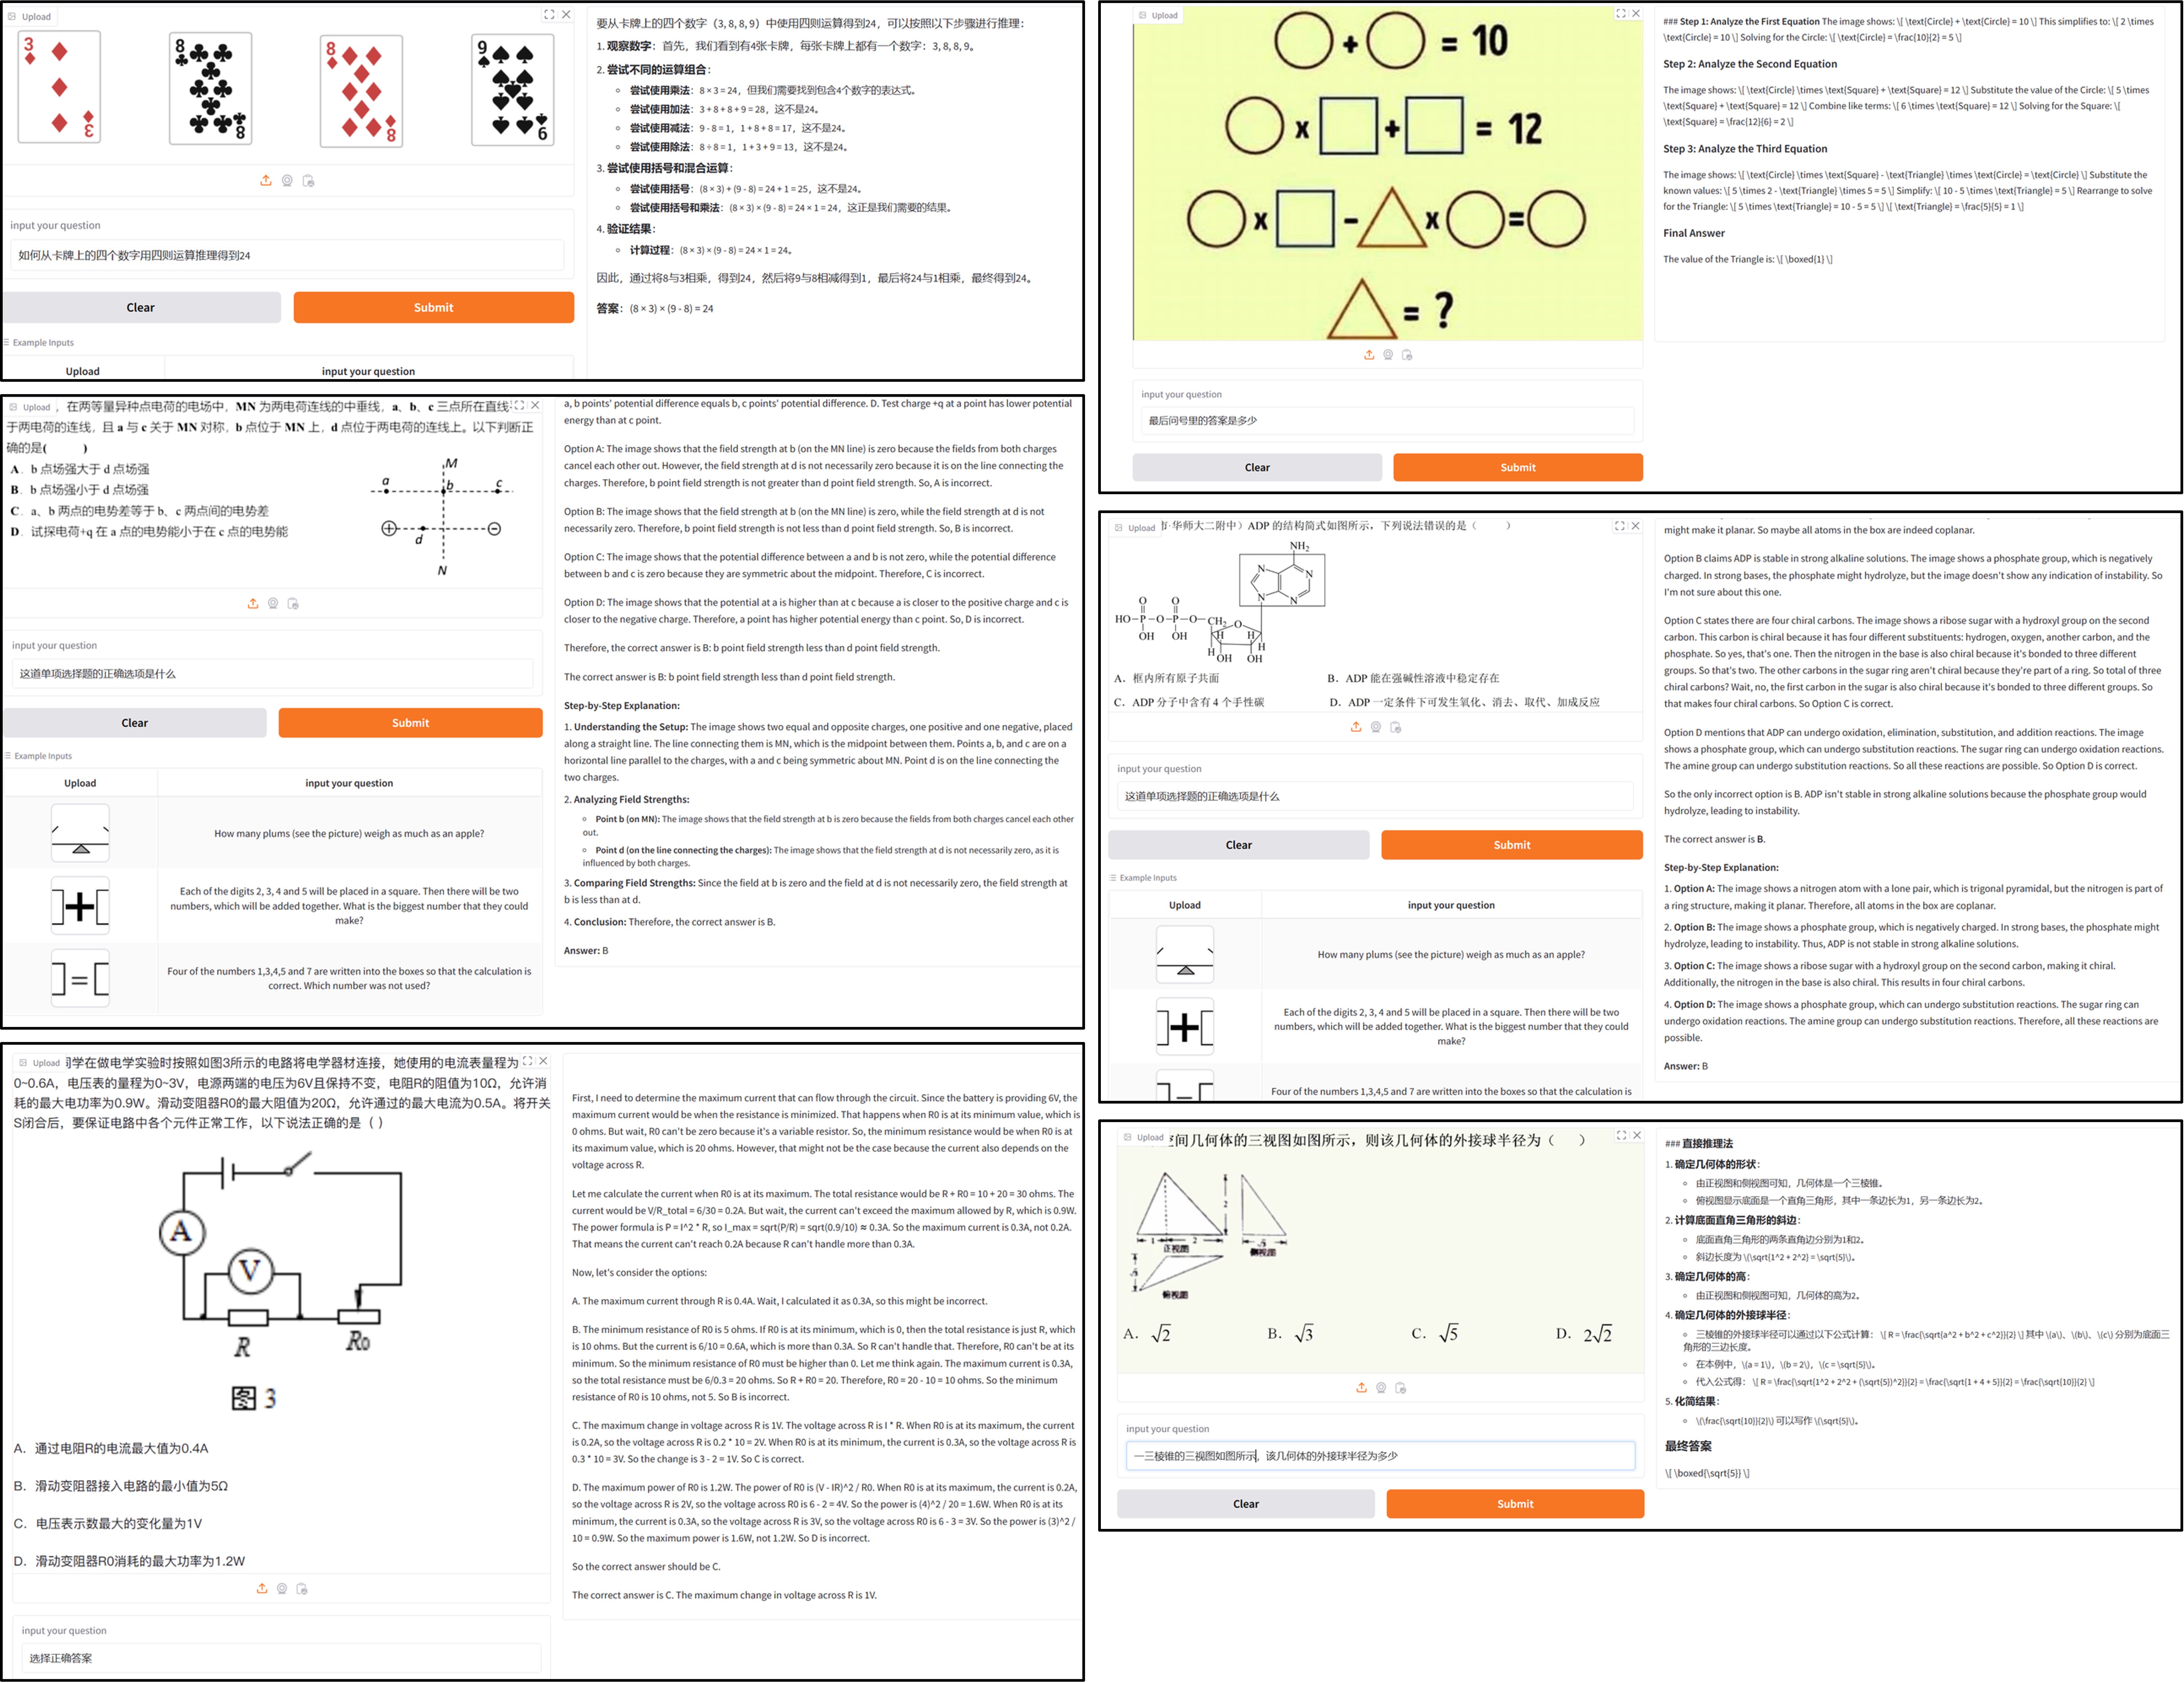 Upload
3
8
8
9
3
8
8
9
input your question
如何从卡牌上的四个数字用四则运算推理得到24
Clear
Submit
Example Inputs
Upload
input your question
要从卡牌上的四个数字（3, 8, 8, 9）中使用四则运算得到24，可以按照以下步骤进行推理：
1. 观察数字：首先，我们看到有4张卡牌，每张卡牌上都有一个数字：3, 8, 8, 9。
2. 尝试不同的运算组合：
尝试使用乘法：8 × 3 = 24，但我们需要找到包含4个数字的表达式。
尝试使用加法：3 + 8 + 8 + 9 = 28，这不是24。
尝试使用减法：9 - 8 = 1，1 + 8 + 8 = 17，这不是24。
尝试使用除法：8 ÷ 8 = 1，1 + 3 + 9 = 13，这不是24。
3. 尝试使用括号和混合运算：
尝试使用括号：(8 × 3) + (9 - 8) = 24 + 1 = 25，这不是24。
尝试使用括号和乘法：(8 × 3) × (9 - 8) = 24 × 1 = 24，这正是我们需要的结果。
4. 验证结果：
计算过程：(8 × 3) × (9 - 8) = 24 × 1 = 24。
因此，通过将8与3相乘，得到24，然后将9与8相减得到1，最后将24与1相乘，最终得到24。
答案：(8 × 3) × (9 - 8) = 24
Upload
+ = 10
x + = 12
x - x =
= ?
input your question
最后问号里的答案是多少
Clear
Submit
### Step 1: Analyze the First Equation The image shows: \[ \text{Circle} + \text{Circle} = 10 \] This simplifies to: \[ 2 \times
\text{Circle} = 10 \] Solving for the Circle: \[ \text{Circle} = \frac{10}{2} = 5 \]
Step 2: Analyze the Second Equation
The image shows: \[ \text{Circle} \times \text{Square} + \text{Square} = 12 \] Substitute the value of the Circle: \[ 5 \times
\text{Square} + \text{Square} = 12 \] Combine like terms: \[ 6 \times \text{Square} = 12 \] Solving for the Square: \[
\text{Square} = \frac{12}{6} = 2 \]
Step 3: Analyze the Third Equation
The image shows: \[ \text{Circle} \times \text{Square} - \text{Triangle} \times \text{Circle} = \text{Circle} \] Substitute the
known values: \[ 5 \times 2 - \text{Triangle} \times 5 = 5 \] Simplify: \[ 10 - 5 \times \text{Triangle} = 5 \] Rearrange to solve
for the Triangle: \[ 5 \times \text{Triangle} = 10 - 5 = 5 \] \[ \text{Triangle} = \frac{5}{5} = 1 \]
Final Answer
The value of the Triangle is: \[ \boxed{1} \]
Upload
，在两等量异种点电荷的电场中，MN 为两电荷连线的中垂线，a、b、c 三点所在直线
于两电荷的连线，且 a 与 c 关于 MN 对称，b 点位于 MN 上，d 点位于两电荷的连线上。以下判断正
确的是( )
A．b 点场强大于 d 点场强
B．b 点场强小于 d 点场强
C．a、b 两点的电势差等于 b、c 两点间的电势差
D．试探电荷+q 在 a 点的电势能小于在 c 点的电势能
M
a b c
d
N
input your question
这道单项选择题的正确选项是什么
Clear
Submit
Example Inputs
Upload
input your question
How many plums (see the picture) weigh as much as an apple?
Each of the digits 2, 3, 4 and 5 will be placed in a square. Then there will be two
numbers, which will be added together. What is the biggest number that they could
make?
Four of the numbers 1,3,4,5 and 7 are written into the boxes so that the calculation is
correct. Which number was not used?
a, b points' potential difference equals b, c points' potential difference. D. Test charge +q at a point has lower potential
energy than at c point.
Option A: The image shows that the field strength at b (on the MN line) is zero because the fields from both charges
cancel each other out. However, the field strength at d is not necessarily zero because it is on the line connecting the
charges. Therefore, b point field strength is not greater than d point field strength. So, A is incorrect.
Option B: The image shows that the field strength at b (on the MN line) is zero, while the field strength at d is not
necessarily zero. Therefore, b point field strength is not less than d point field strength. So, B is incorrect.
Option C: The image shows that the potential difference between a and b is not zero, while the potential difference
between b and c is zero because they are symmetric about the midpoint. Therefore, C is incorrect.
Option D: The image shows that the potential at a is higher than at c because a is closer to the positive charge and c is
closer to the negative charge. Therefore, a point has higher potential energy than c point. So, D is incorrect.
Therefore, the correct answer is B: b point field strength less than d point field strength.
The correct answer is B: b point field strength less than d point field strength.
Step-by-Step Explanation:
1. Understanding the Setup: The image shows two equal and opposite charges, one positive and one negative, placed
along a straight line. The line connecting them is MN, which is the midpoint between them. Points a, b, and c are on a
horizontal line parallel to the charges, with a and c being symmetric about MN. Point d is on the line connecting the
two charges.
2. Analyzing Field Strengths:
Point b (on MN): The image shows that the field strength at b is zero because the fields from both charges cancel each other
out.
Point d (on the line connecting the charges): The image shows that the field strength at d is not necessarily zero, as it is
influenced by both charges.
3. Comparing Field Strengths: Since the field at b is zero and the field at d is not necessarily zero, the field strength at
b is less than at d.
4. Conclusion: Therefore, the correct answer is B.
Answer: B
Upload
市·华师大二附中）ADP 的结构简式如图所示，下列说法错误的是（ ）
NH₂
N N
N N
O O
HO-P-O-P-O-CH₂ O
OH OH H H
H H
OH OH
A．框内所有原子共面
B．ADP 能在强碱性溶液中稳定存在
C．ADP 分子中含有 4 个手性碳
D．ADP 一定条件下可发生氧化、消去、取代、加成反应
input your question
这道单项选择题的正确选项是什么
Clear
Submit
Example Inputs
Upload
input your question
How many plums (see the picture) weigh as much as an apple?
Each of the digits 2, 3, 4 and 5 will be placed in a square. Then there will be two
numbers, which will be added together. What is the biggest number that they could
make?
Four of the numbers 1,3,4,5 and 7 are written into the boxes so that the calculation is
might make it planar. So maybe all atoms in the box are indeed coplanar.
Option B claims ADP is stable in strong alkaline solutions. The image shows a phosphate group, which is negatively
charged. In strong bases, the phosphate might hydrolyze, but the image doesn't show any indication of instability. So
I'm not sure about this one.
Option C states there are four chiral carbons. The image shows a ribose sugar with a hydroxyl group on the second
carbon. This carbon is chiral because it has four different substituents: hydrogen, oxygen, another carbon, and the
phosphate. So yes, that's one. Then the nitrogen in the base is also chiral because it's bonded to three different
groups. So that's two. The other carbons in the sugar ring aren't chiral because they're part of a ring. So total of three
chiral carbons? Wait, no, the first carbon in the sugar is also chiral because it's bonded to three different groups. So
that makes four chiral carbons. So Option C is correct.
Option D mentions that ADP can undergo oxidation, elimination, substitution, and addition reactions. The image
shows a phosphate group, which can undergo substitution reactions. The sugar ring can undergo oxidation reactions.
The amine group can undergo substitution reactions. So all these reactions are possible. So Option D is correct.
So the only incorrect option is B. ADP isn't stable in strong alkaline solutions because the phosphate group would
hydrolyze, leading to instability.
The correct answer is B.
Step-by-Step Explanation:
1. Option A: The image shows a nitrogen atom with a lone pair, which is trigonal pyramidal, but the nitrogen is part of
a ring structure, making it planar. Therefore, all atoms in the box are coplanar.
2. Option B: The image shows a phosphate group, which is negatively charged. In strong bases, the phosphate might
hydrolyze, leading to instability. Thus, ADP is not stable in strong alkaline solutions.
3. Option C: The image shows a ribose sugar with a hydroxyl group on the second carbon, making it chiral.
Additionally, the nitrogen in the base is also chiral. This results in four chiral carbons.
4. Option D: The image shows a phosphate group, which can undergo substitution reactions. The sugar ring can
undergo oxidation reactions. The amine group can undergo substitution reactions. Therefore, all these reactions are
possible.
Answer: B
Upload
同学在做电学实验时按照如图3所示的电路将电学器材连接，她使用的电流表量程为
0~0.6A，电压表的量程为0~3V，电源两端的电压为6V且保持不变，电阻R的阻值为10Ω，允许消
耗的最大电功率为0.9W。滑动变阻器R0的最大阻值为20Ω，允许通过的最大电流为0.5A。将开关
S闭合后，要保证电路中各个元件正常工作，以下说法正确的是（ ）
A
V
R
R₀
图 3
A．通过电阻R的电流最大值为0.4A
B．滑动变阻器接入电路的最小值为5Ω
C．电压表示数最大的变化量为1V
D．滑动变阻器R0消耗的最大功率为1.2W
input your question
选择正确答案
First, I need to determine the maximum current that can flow through the circuit. Since the battery is providing 6V, the
maximum current would be when the resistance is minimized. That happens when R0 is at its minimum value, which is
0 ohms. But wait, R0 can't be zero because it's a variable resistor. So, the minimum resistance would be when R0 is at
its maximum value, which is 20 ohms. However, that might not be the case because the current also depends on the
voltage across R.
Let me calculate the current when R0 is at its maximum. The total resistance would be R + R0 = 10 + 20 = 30 ohms. The
current would be V/R_total = 6/30 = 0.2A. But wait, the current can't exceed the maximum allowed by R, which is 0.9W.
The power formula is P = I^2 * R, so I_max = sqrt(P/R) = sqrt(0.9/10) ≈ 0.3A. So the maximum current is 0.3A, not 0.2A.
That means the current can't reach 0.2A because R can't handle more than 0.3A.
Now, let's consider the options:
A. The maximum current through R is 0.4A. Wait, I calculated it as 0.3A, so this might be incorrect.
B. The minimum resistance of R0 is 5 ohms. If R0 is at its minimum, which is 0, then the total resistance is just R, which
is 10 ohms. But the current is 6/10 = 0.6A, which is more than 0.3A. So R can't handle that. Therefore, R0 can't be at its
minimum. So the minimum resistance of R0 must be higher than 0. Let me think again. The maximum current is 0.3A,
so the total resistance must be 6/0.3 = 20 ohms. So R + R0 = 20. Therefore, R0 = 20 - 10 = 10 ohms. So the minimum
resistance of R0 is 10 ohms, not 5. So B is incorrect.
C. The maximum change in voltage across R is 1V. The voltage across R is I * R. When R0 is at its maximum, the current
is 0.2A, so the voltage across R is 0.2 * 10 = 2V. When R0 is at its minimum, the current is 0.3A, so the voltage across R is
0.3 * 10 = 3V. So the change is 3 - 2 = 1V. So C is correct.
D. The maximum power of R0 is 1.2W. The power of R0 is (V - IR)^2 / R0. When R0 is at its maximum, the current is 0.2A,
so the voltage across R is 2V, so the voltage across R0 is 6 - 2 = 4V. So the power is (4)^2 / 20 = 1.6W. When R0 is at its
minimum, the current is 0.3A, so the voltage across R is 3V, so the voltage across R0 is 6 - 3 = 3V. So the power is (3)^2 /
10 = 0.9W. So the maximum power is 1.6W, not 1.2W. So D is incorrect.
So the correct answer should be C.
The correct answer is C. The maximum change in voltage across R is 1V.
Upload
空间几何体的三视图如图所示，则该几何体的外接球半径为（ ）
2
1 2
正视图
.5
侧视图
.5
俯视图
A. √2
B. √3
C. √5
D. 2√2
input your question
一三棱锥的三视图如图所示，该几何体的外接球半径为多少
Clear
Submit
### 直接推理法
1. 确定几何体的形状：
由正视图和侧视图可知，几何体是一个三棱锥。
俯视图显示底面是一个直角三角形，其中一条边长为1，另一条边长为2。
2. 计算底面直角三角形的斜边：
底面直角三角形的两条直角边分别为1和2。
斜边长度为 \(\sqrt{1^2 + 2^2} = \sqrt{5}\)。
3. 确定几何体的高：
由正视图和侧视图可知，几何体的高为2。
4. 确定几何体的外接球半径：
三棱锥的外接球半径可以通过以下公式计算： \[ R = \frac{\sqrt{a^2 + b^2 + c^2}}{2} \] 其中 \(a\)、\(b\)、\(c\) 分别为底面三
角形的三边长度。
在本例中，\(a = 1\)，\(b = 2\)，\(c = \sqrt{5}\)。
代入公式得： \[ R = \frac{\sqrt{1^2 + 2^2 + (\sqrt{5})^2}}{2} = \frac{\sqrt{1 + 4 + 5}}{2} = \frac{\sqrt{10}}{2} \]
5. 化简结果：
\(\frac{\sqrt{10}}{2}\) 可以写作 \(\sqrt{5}\)。
最终答案
\[ \boxed{\sqrt{5}} \]